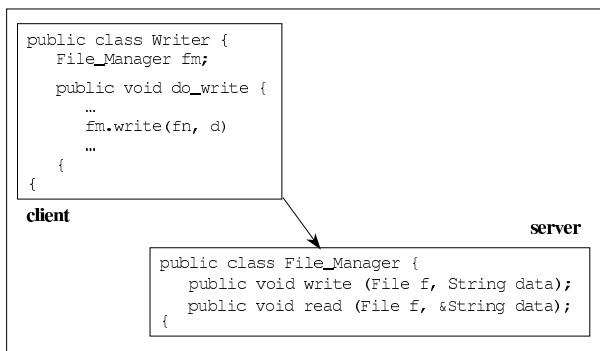 public class Writer {
File_Manager fm;
public void do_write {
…
fm.write(fn, d)
…
{
{
client
server
public class File_Manager {
public void write (File f, String data);
public void read (File f, &String data);
{